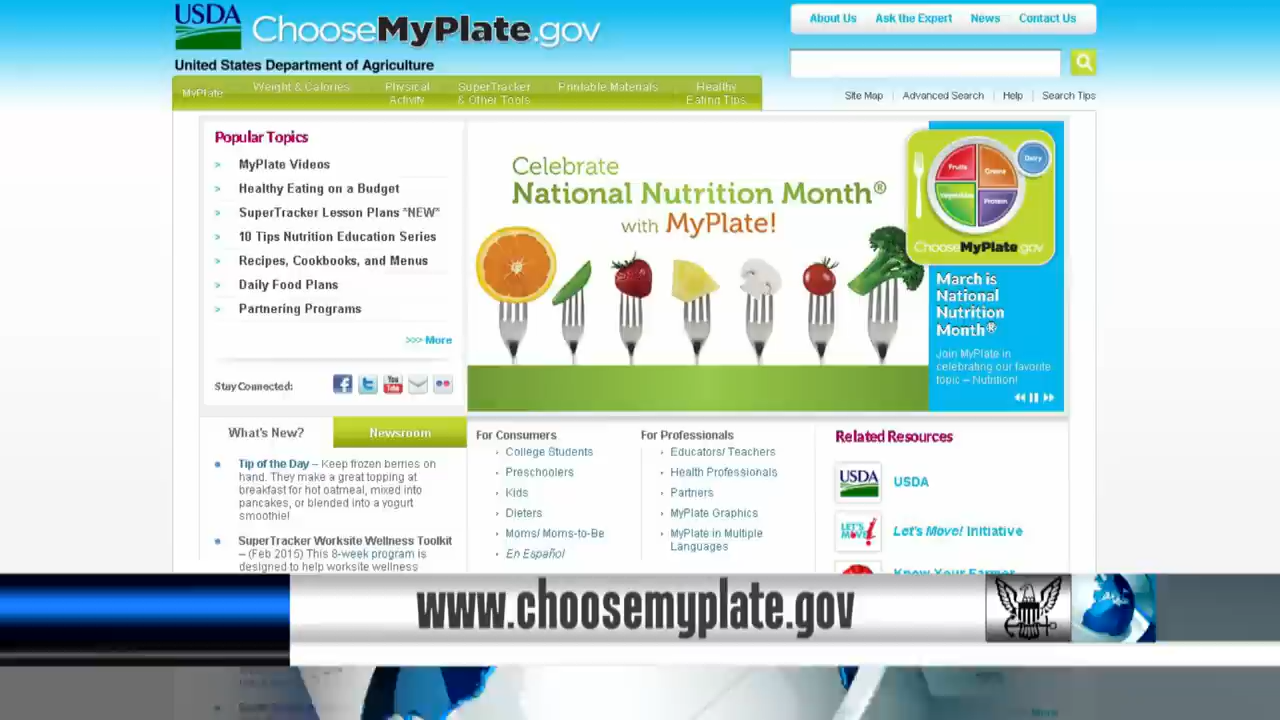 USDA
ChooseMyPlate.gov
About Us
Ask the Expert
News
Contact Us
United States Department of Agriculture
Site Map
Advanced Search
Help
Search Tips
MyPlate
Weight & Calories
Physical
Activity
SuperTracker
& Other Tools
Printable Materials
Healthy
Eating Tips
Popular Topics
> MyPlate Videos
> Healthy Eating on a Budget
> SuperTracker Lesson Plans *NEW*
> 10 Tips Nutrition Education Series
> Recipes, Cookbooks, and Menus
> Daily Food Plans
> Partnering Programs
>>> More
Stay Connected:
You
Tube
Celebrate
National Nutrition Month®
with MyPlate!
Fruits
Grains
Vegetables
Protein
Dairy
ChooseMyPlate.gov
March is
National
Nutrition
Month®
Join MyPlate in
celebrating our favorite
topic – Nutrition!
What's New?
Newsroom
Tip of the Day – Keep frozen berries on
hand. They make a great topping at
breakfast for hot oatmeal, mixed into
pancakes, or blended into a yogurt
smoothie!
SuperTracker Worksite Wellness Toolkit
– (Feb 2015) This 8-week program is
designed to help worksite wellness
For Consumers
College Students
Preschoolers
Kids
Dieters
Moms/ Moms-to-Be
En Español
For Professionals
Educators/ Teachers
Health Professionals
Partners
MyPlate Graphics
MyPlate in Multiple
Languages
Related Resources
USDA
USDA
LET'S
MOVE!
Let's Move! Initiative
Know Your Farmer
www.choosemyplate.gov
More